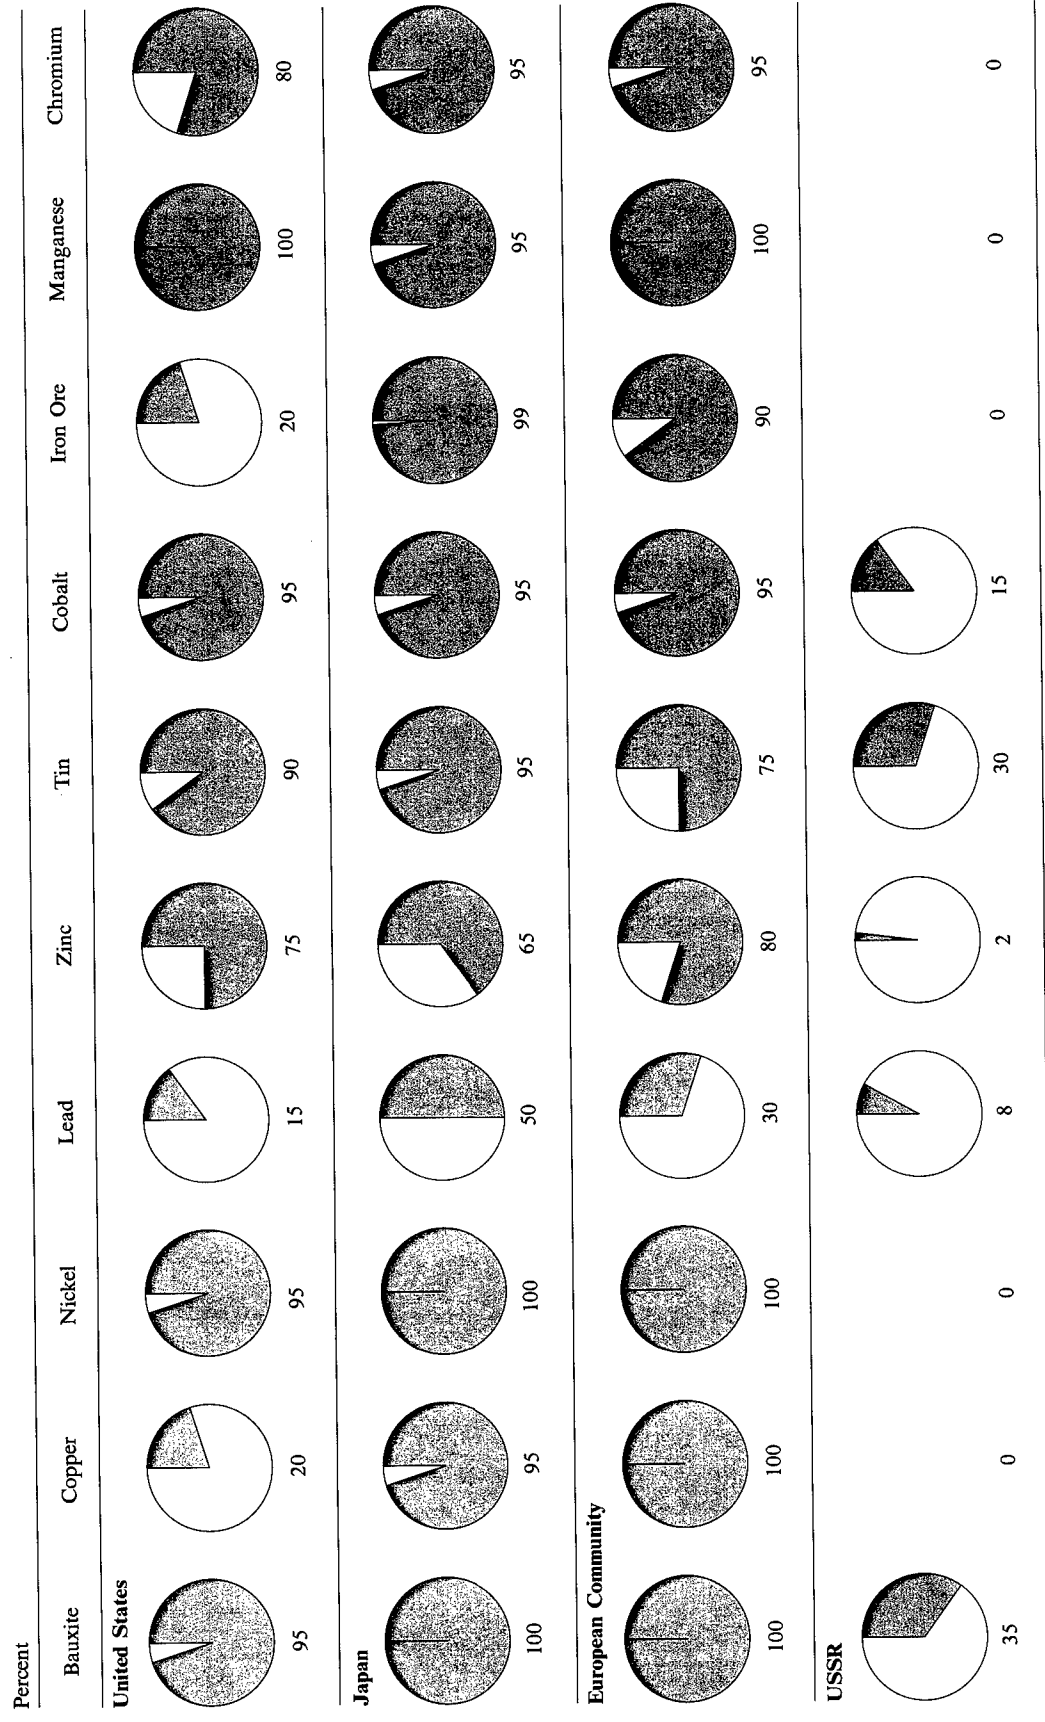 Percent
Bauxite Copper Nickel Lead Zinc Tin Cobalt Iron Ore Manganese Chromium
United States
95 20 95 15 75 90 95 20 100 80
Japan
100 95 100 50 65 95 95 99 95 95
European Community
100 100 100 30 80 75 95 90 100 95
USSR
35 0 0 8 2 30 15 0 0 0